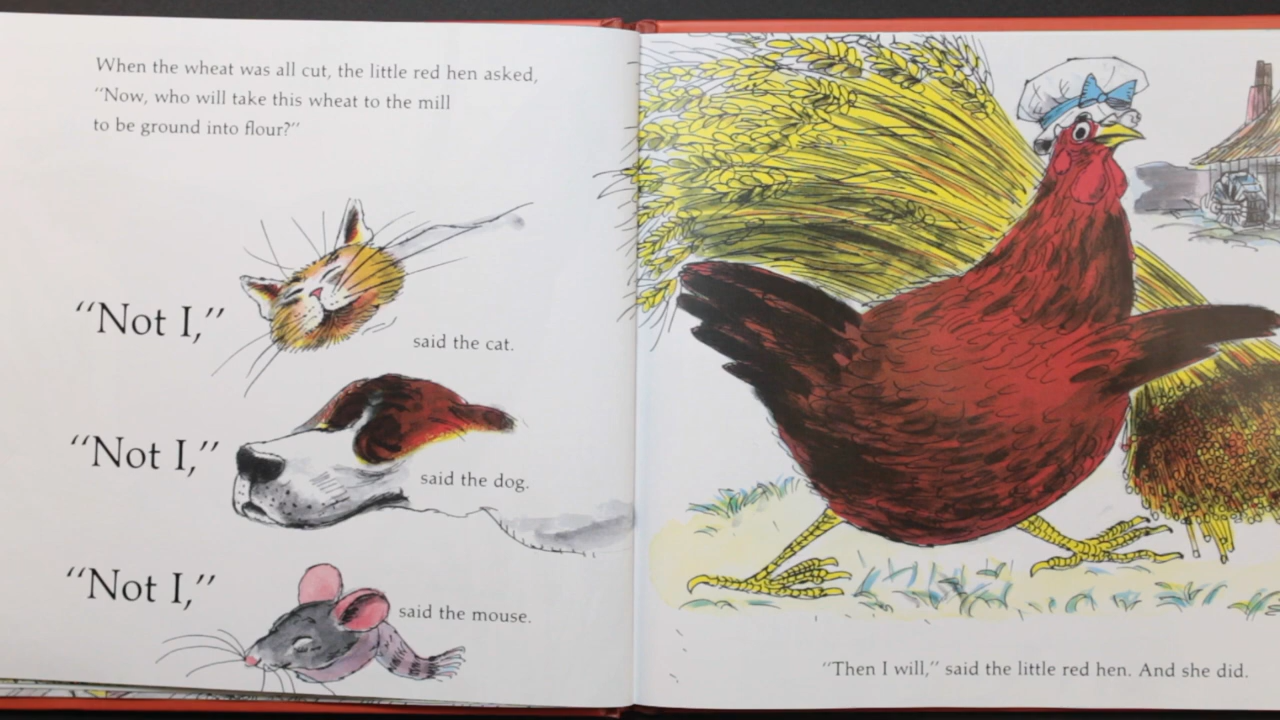 When the wheat was all cut, the little red hen asked,
“Now, who will take this wheat to the mill
to be ground into flour?”
“Not I,” said the cat.
“Not I,” said the dog.
“Not I,” said the mouse.
“Then I will,” said the little red hen. And she did.